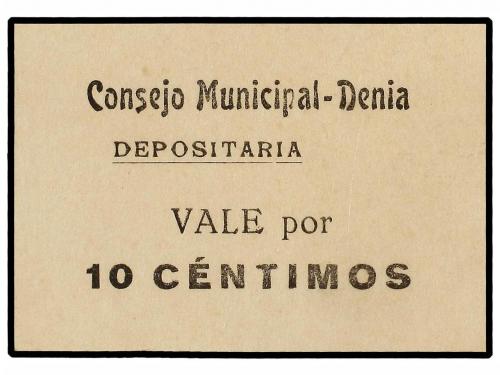 Consejo Municipal-Denia
DEPOSITARIA
VALE por
10 CÉNTIMOS